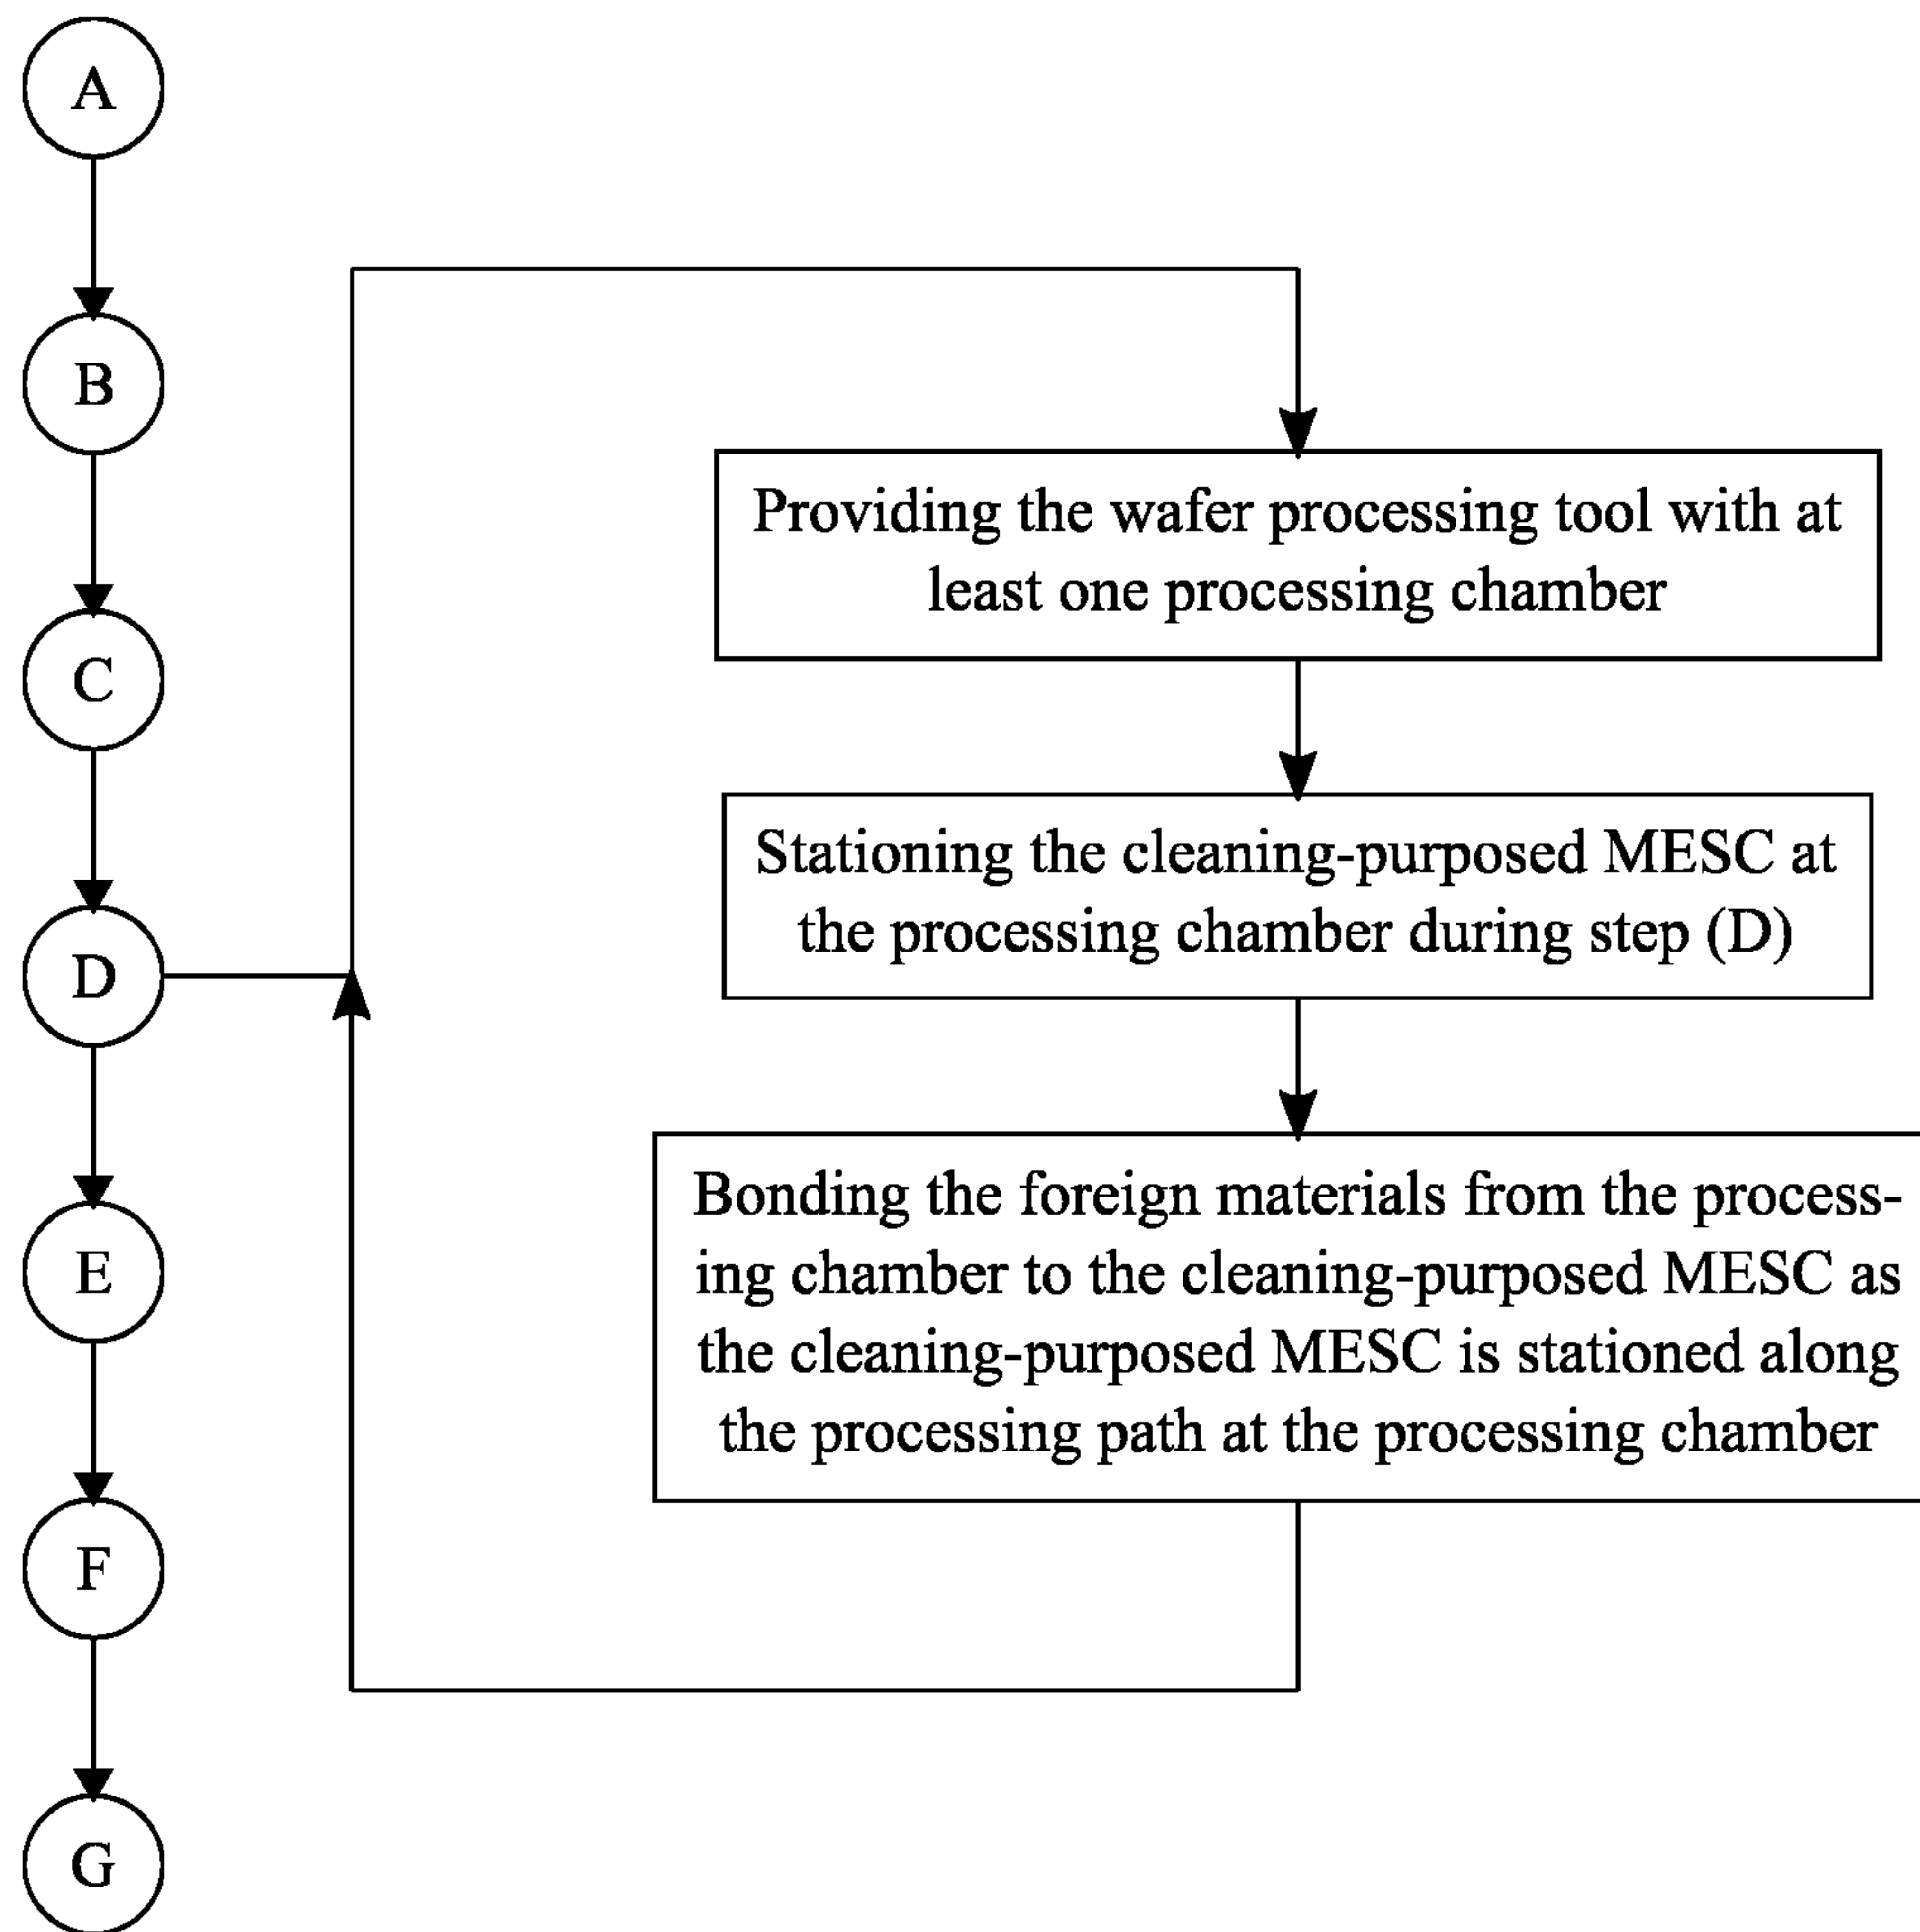 A
B
C
D
E
F
G
Providing the wafer processing tool with at
least one processing chamber
Stationing the cleaning-purposed MESC at
the processing chamber during step (D)
Bonding the foreign materials from the process-
ing chamber to the cleaning-purposed MESC as
the cleaning-purposed MESC is stationed along
the processing path at the processing chamber